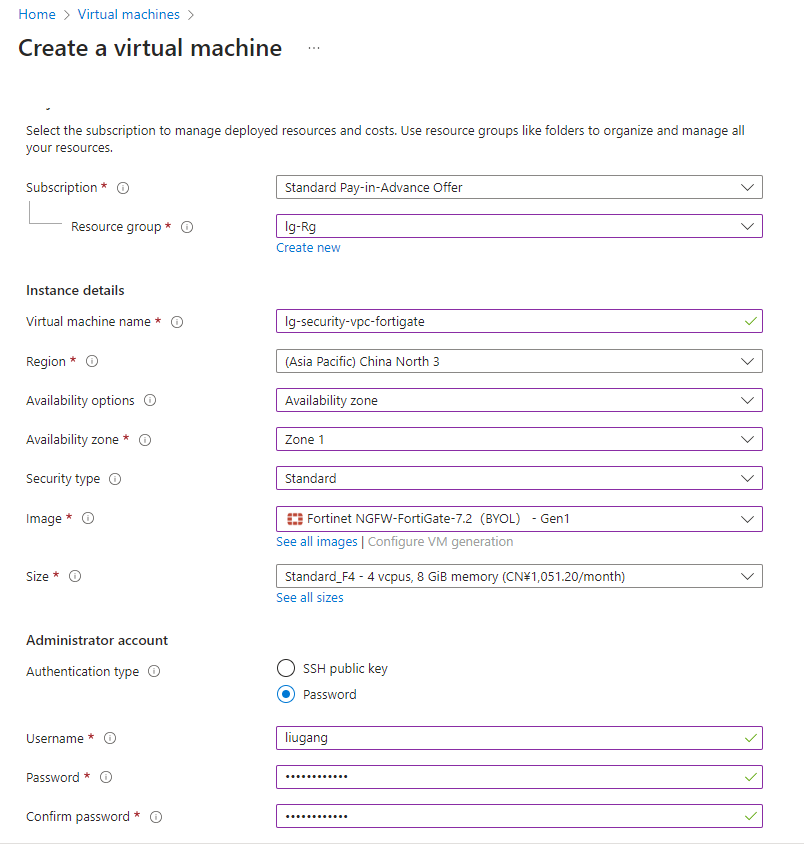 Home > Virtual machines >
Create a virtual machine ...
Select the subscription to manage deployed resources and costs. Use resource groups like folders to organize and manage all
your resources.
Subscription * Standard Pay-in-Advance Offer
Resource group * lg-Rg
Create new
Instance details
Virtual machine name * lg-security-vpc-fortigate
Region * (Asia Pacific) China North 3
Availability options Availability zone
Availability zone * Zone 1
Security type Standard
Image * Fortinet NGFW-FortiGate-7.2（BYOL） - Gen1
See all images | Configure VM generation
Size * Standard_F4 - 4 vcpus, 8 GiB memory (CN¥1,051.20/month)
See all sizes
Administrator account
Authentication type SSH public key
Password
Username * liugang
Password * ••••••••••••
Confirm password * ••••••••••••